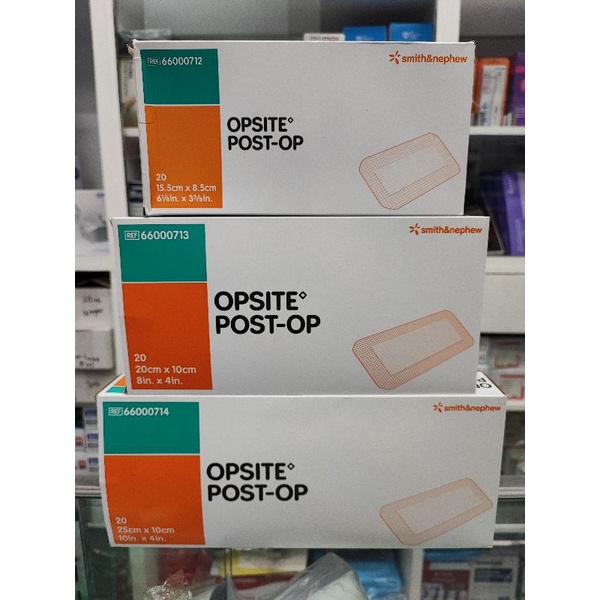 REF 66000712
smith&nephew
OPSITE◇
POST-OP
20
15.5cm x 8.5cm
6⅛in. x 3⅜in.
REF 66000713
smith&nephew
OPSITE◇
POST-OP
20
20cm x 10cm
8in. x 4in.
REF 66000714
smith&nephew
OPSITE◇
POST-OP
20
25cm x 10cm
10in. x 4in.